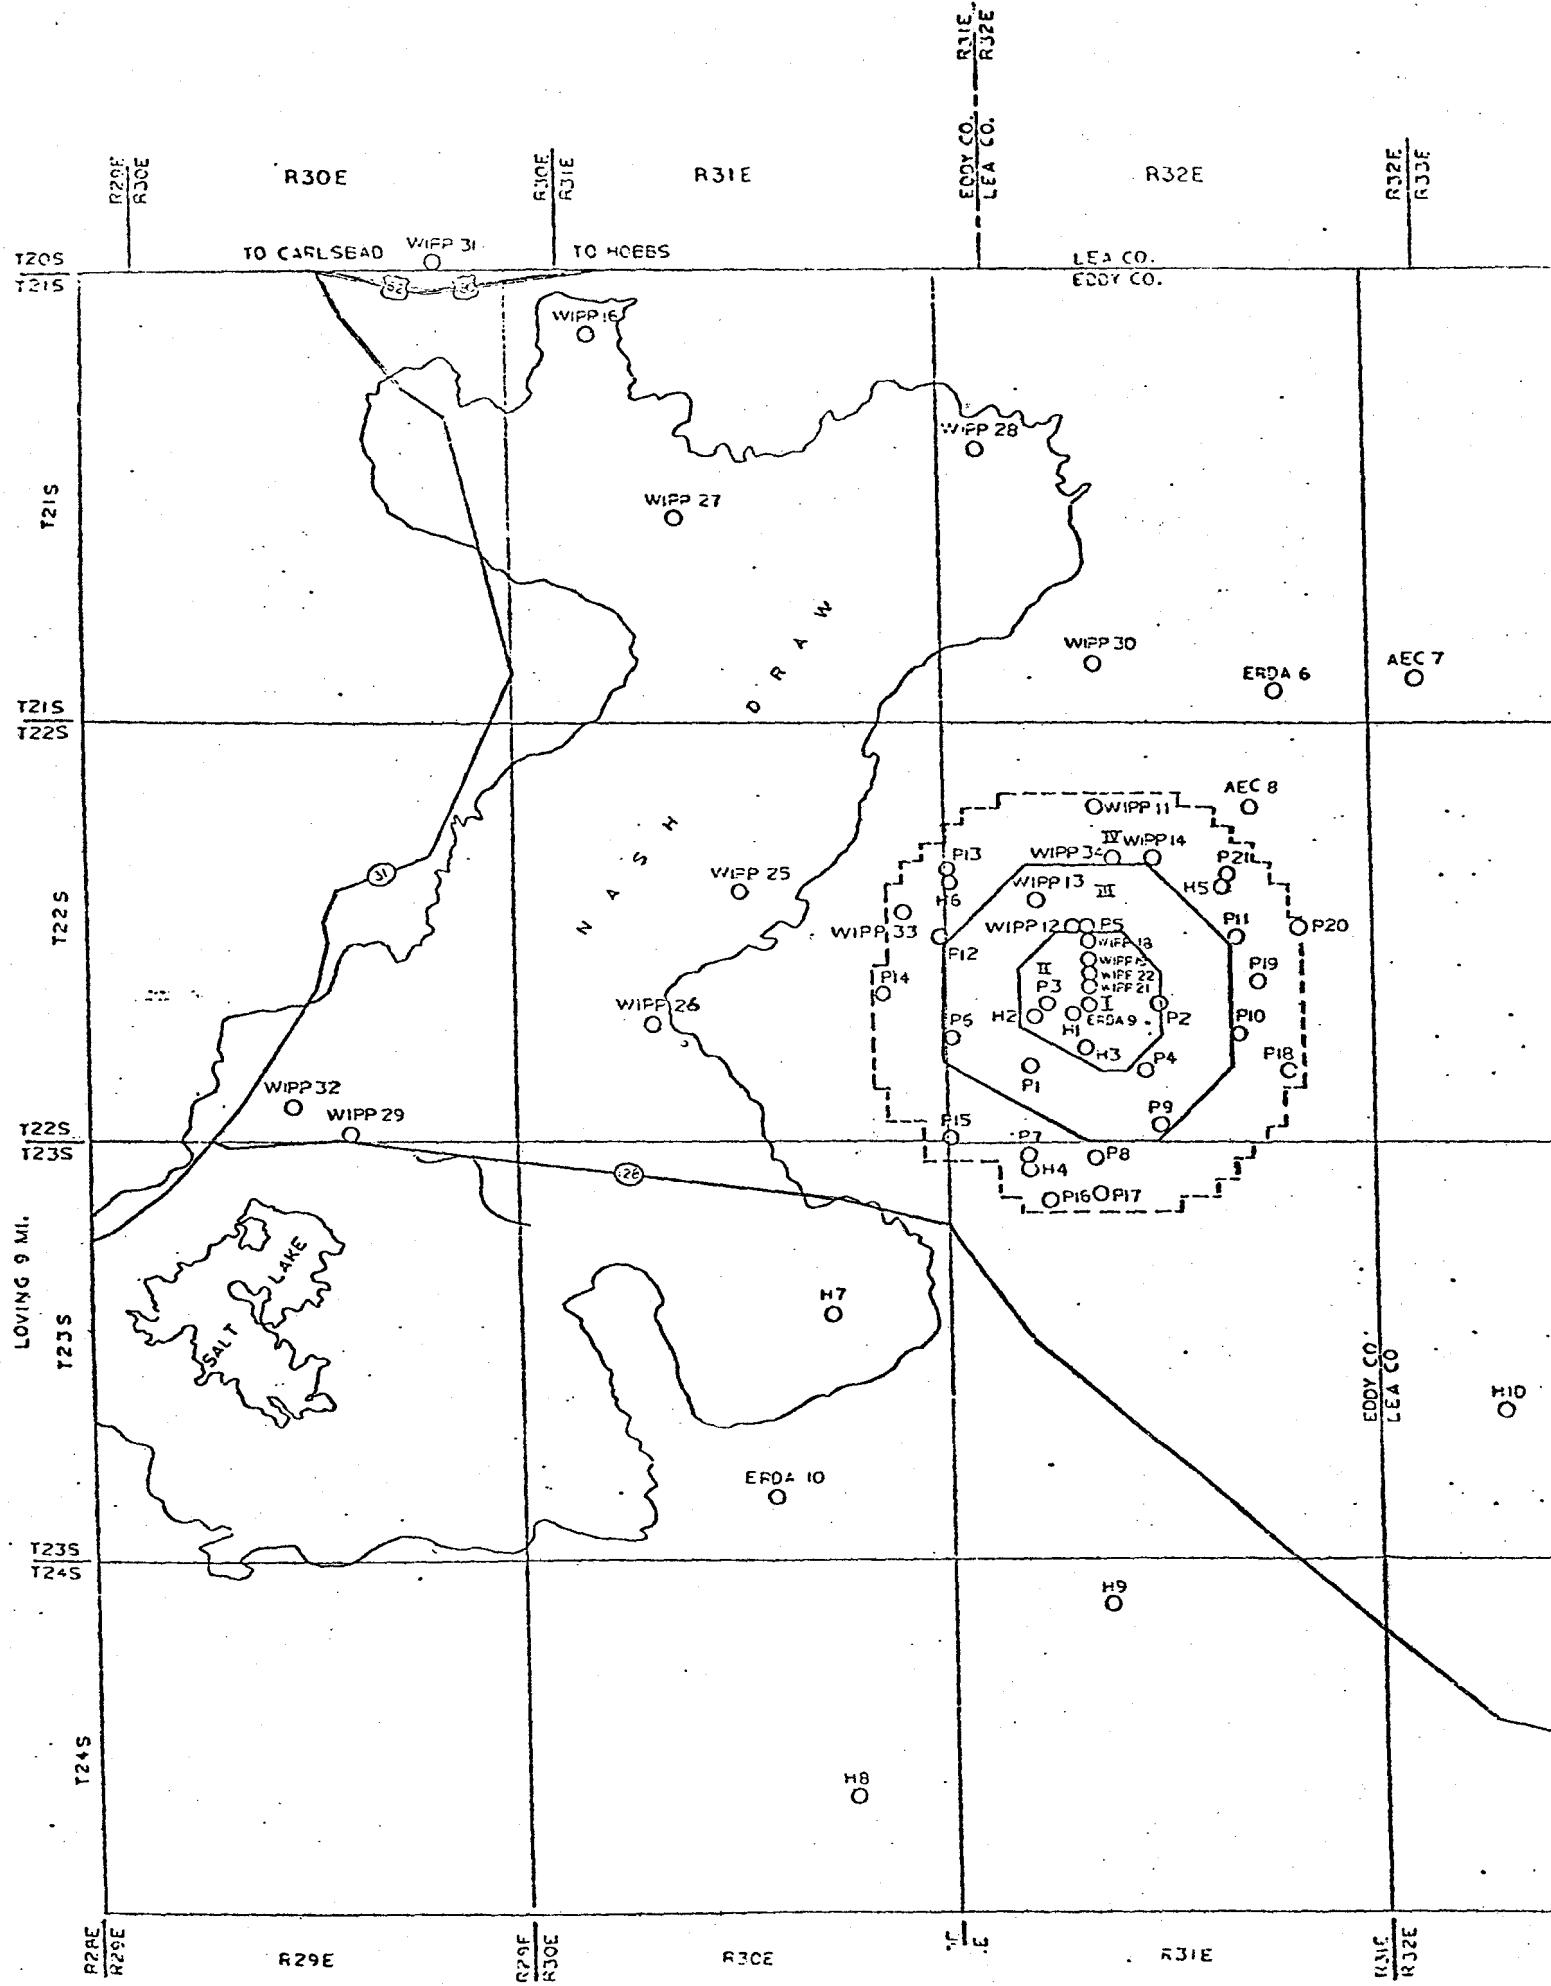 R31E
R32E
EDDY CO.
LEA CO.
R29E
R30E
R30E
R30E
R31E
R31E
R32E
R32E
R33E
TO CARLSBAD
WIPP 31
TO HOBBS
LEA CO.
EDDY CO.
T20S
T21S
62
WIPP 16
WIPP 28
T21S
WIPP 27
NASH DRAW
WIPP 30
ERDA 6
AEC 7
T21S
T22S
AEC 8
WIPP 11
IV
WIPP 14
WIPP 34
P13
P21
31
WIPP 25
H6
WIPP 13
III
H5
T22S
WIPP 33
WIPP 12
P5
P11
P20
P12
WIPP 18
WIPP 19
II
WIPP 22
P19
P14
WIPP 21
P3
I
WIPP 26
H2
H1
ERDA 9
P2
P10
P6
H3
P4
P18
P1
WIPP 32
WIPP 29
P9
T22S
T23S
P15
P7
P8
128
H4
P16
P17
LOVING 9 MI.
T23S
SALT LAKE
H7
EDDY CO.
LEA CO
H10
ERDA 10
T23S
T24S
H9
T24S
H8
R28E
R29E
R29E
R29E
R30E
R30E
R31E
R31E
R32E